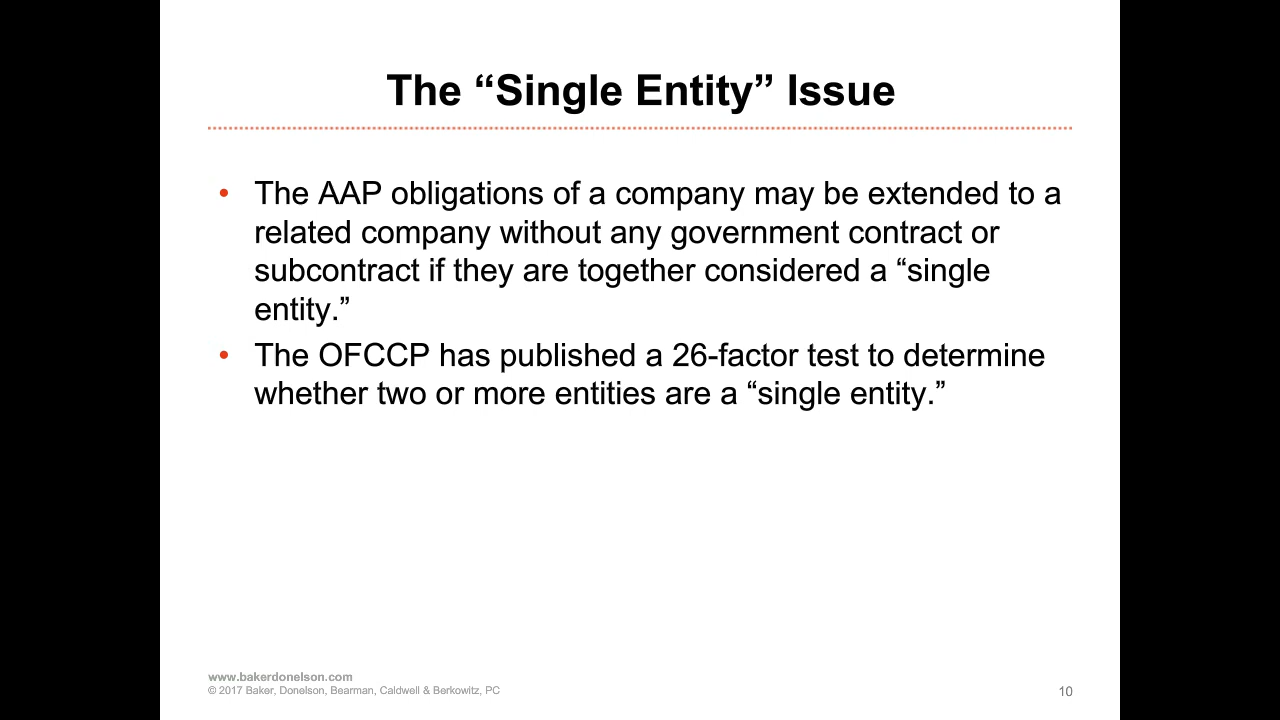 The “Single Entity” Issue
• The AAP obligations of a company may be extended to a
related company without any government contract or
subcontract if they are together considered a “single
entity.”
• The OFCCP has published a 26-factor test to determine
whether two or more entities are a “single entity.”
www.bakerdonelson.com
© 2017 Baker, Donelson, Bearman, Caldwell & Berkowitz, PC
10